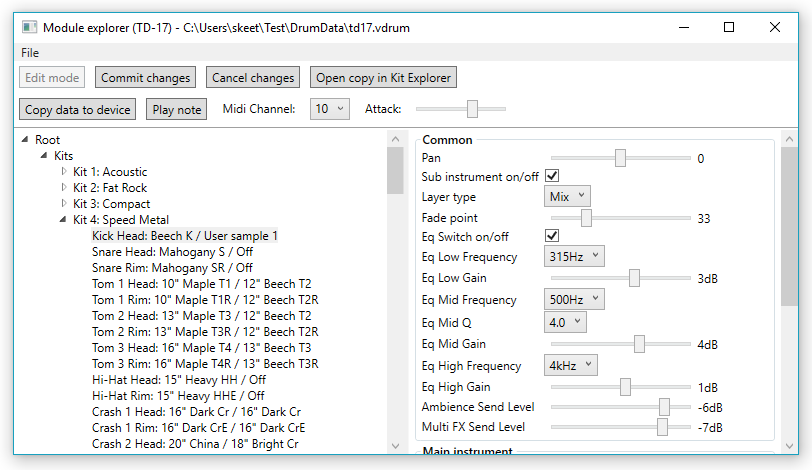 Module explorer (TD-17) - C:\Users\skeet\Test\DrumData\td17.vdrum
File
Edit mode Commit changes Cancel changes Open copy in Kit Explorer
Copy data to device Play note Midi Channel: 10 Attack:
Root
Kits
Kit 1: Acoustic
Kit 2: Fat Rock
Kit 3: Compact
Kit 4: Speed Metal
Kick Head: Beech K / User sample 1
Snare Head: Mahogany S / Off
Snare Rim: Mahogany SR / Off
Tom 1 Head: 10" Maple T1 / 12" Beech T2
Tom 1 Rim: 10" Maple T1R / 12" Beech T2R
Tom 2 Head: 13" Maple T3 / 12" Beech T2
Tom 2 Rim: 13" Maple T3R / 12" Beech T2R
Tom 3 Head: 16" Maple T4 / 13" Beech T3
Tom 3 Rim: 16" Maple T4R / 13" Beech T3R
Hi-Hat Head: 15" Heavy HH / Off
Hi-Hat Rim: 15" Heavy HHE / Off
Crash 1 Head: 16" Dark Cr / 16" Dark Cr
Crash 1 Rim: 16" Dark CrE / 16" Dark CrE
Crash 2 Head: 20" China / 18" Bright Cr
Common
Pan 0
Sub instrument on/off
Layer type Mix
Fade point 33
Eq Switch on/off
Eq Low Frequency 315Hz
Eq Low Gain 3dB
Eq Mid Frequency 500Hz
Eq Mid Q 4.0
Eq Mid Gain 4dB
Eq High Frequency 4kHz
Eq High Gain 1dB
Ambience Send Level -6dB
Multi FX Send Level -7dB
Main instrument